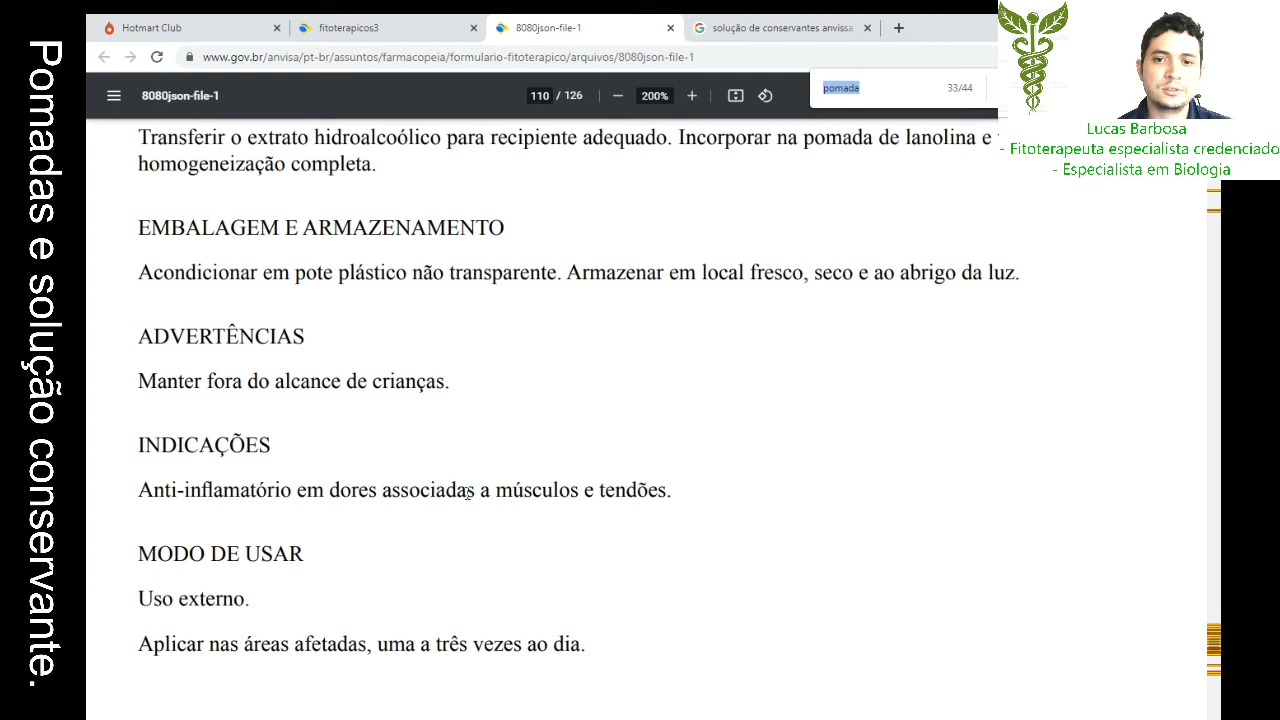 Pomadas e solução conservante.
Hotmart Club
fitoterapicos3
8080json-file-1
solução de conservantes anvissa
www.gov.br/anvisa/pt-br/assuntos/farmacopeia/formulario-fitoterapico/arquivos/8080json-file-1
8080json-file-1
110 / 126
200%
pomada
33/44
Lucas Barbosa
- Fitoterapeuta especialista credenciado
- Especialista em Biologia
Transferir o extrato hidroalcoólico para recipiente adequado. Incorporar na pomada de lanolina e
homogeneização completa.
EMBALAGEM E ARMAZENAMENTO
Acondicionar em pote plástico não transparente. Armazenar em local fresco, seco e ao abrigo da luz.
ADVERTÊNCIAS
Manter fora do alcance de crianças.
INDICAÇÕES
Anti-inflamatório em dores associadas a músculos e tendões.
MODO DE USAR
Uso externo.
Aplicar nas áreas afetadas, uma a três vezes ao dia.